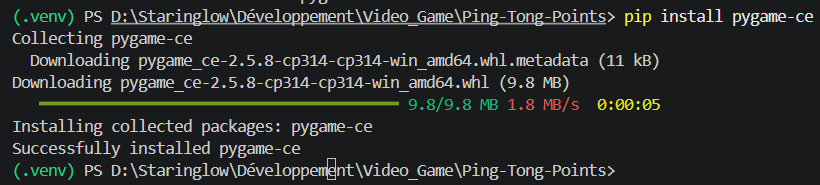 (.venv) PS D:\Staringlow\Développement\Video_Game\Ping-Tong-Points> pip install pygame-ce
Collecting pygame-ce
  Downloading pygame_ce-2.5.8-cp314-cp314-win_amd64.whl.metadata (11 kB)
Downloading pygame_ce-2.5.8-cp314-cp314-win_amd64.whl (9.8 MB)
9.8/9.8 MB 1.8 MB/s 0:00:05
Installing collected packages: pygame-ce
Successfully installed pygame-ce
(.venv) PS D:\Staringlow\Développement\Video_Game\Ping-Tong-Points>